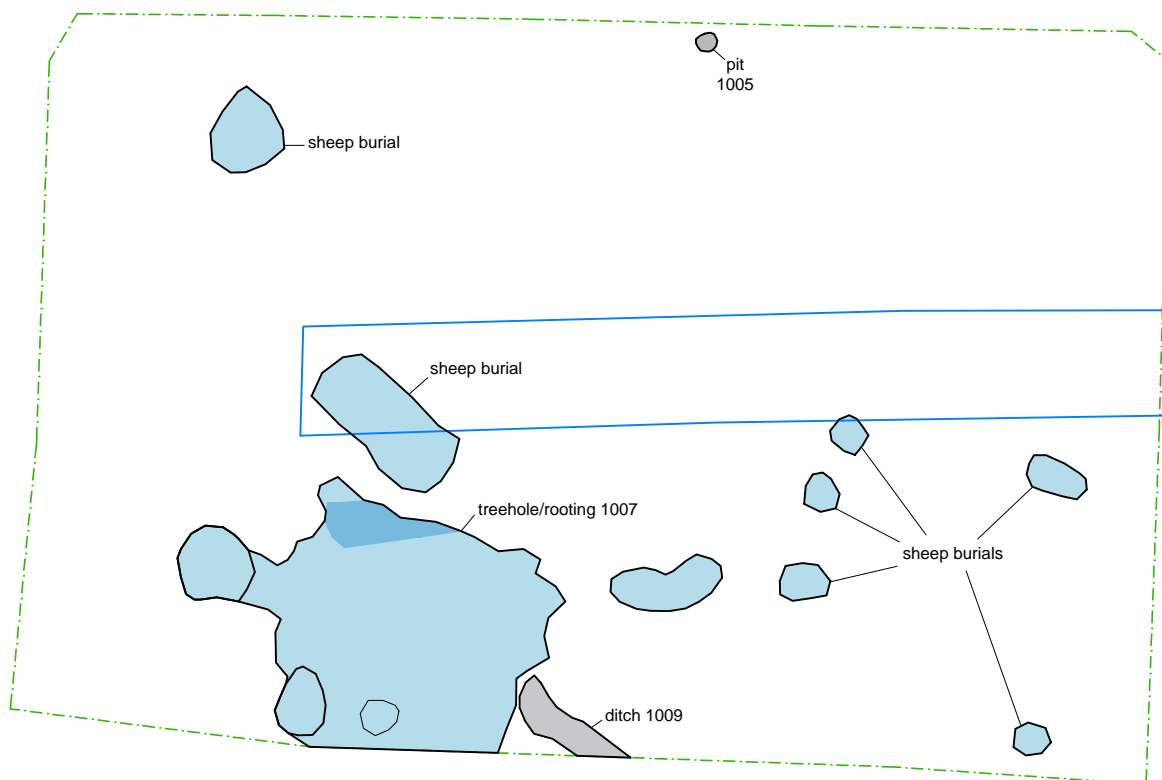 pit
1005
sheep burial
sheep burial
treehole/rooting 1007
sheep burials
ditch 1009